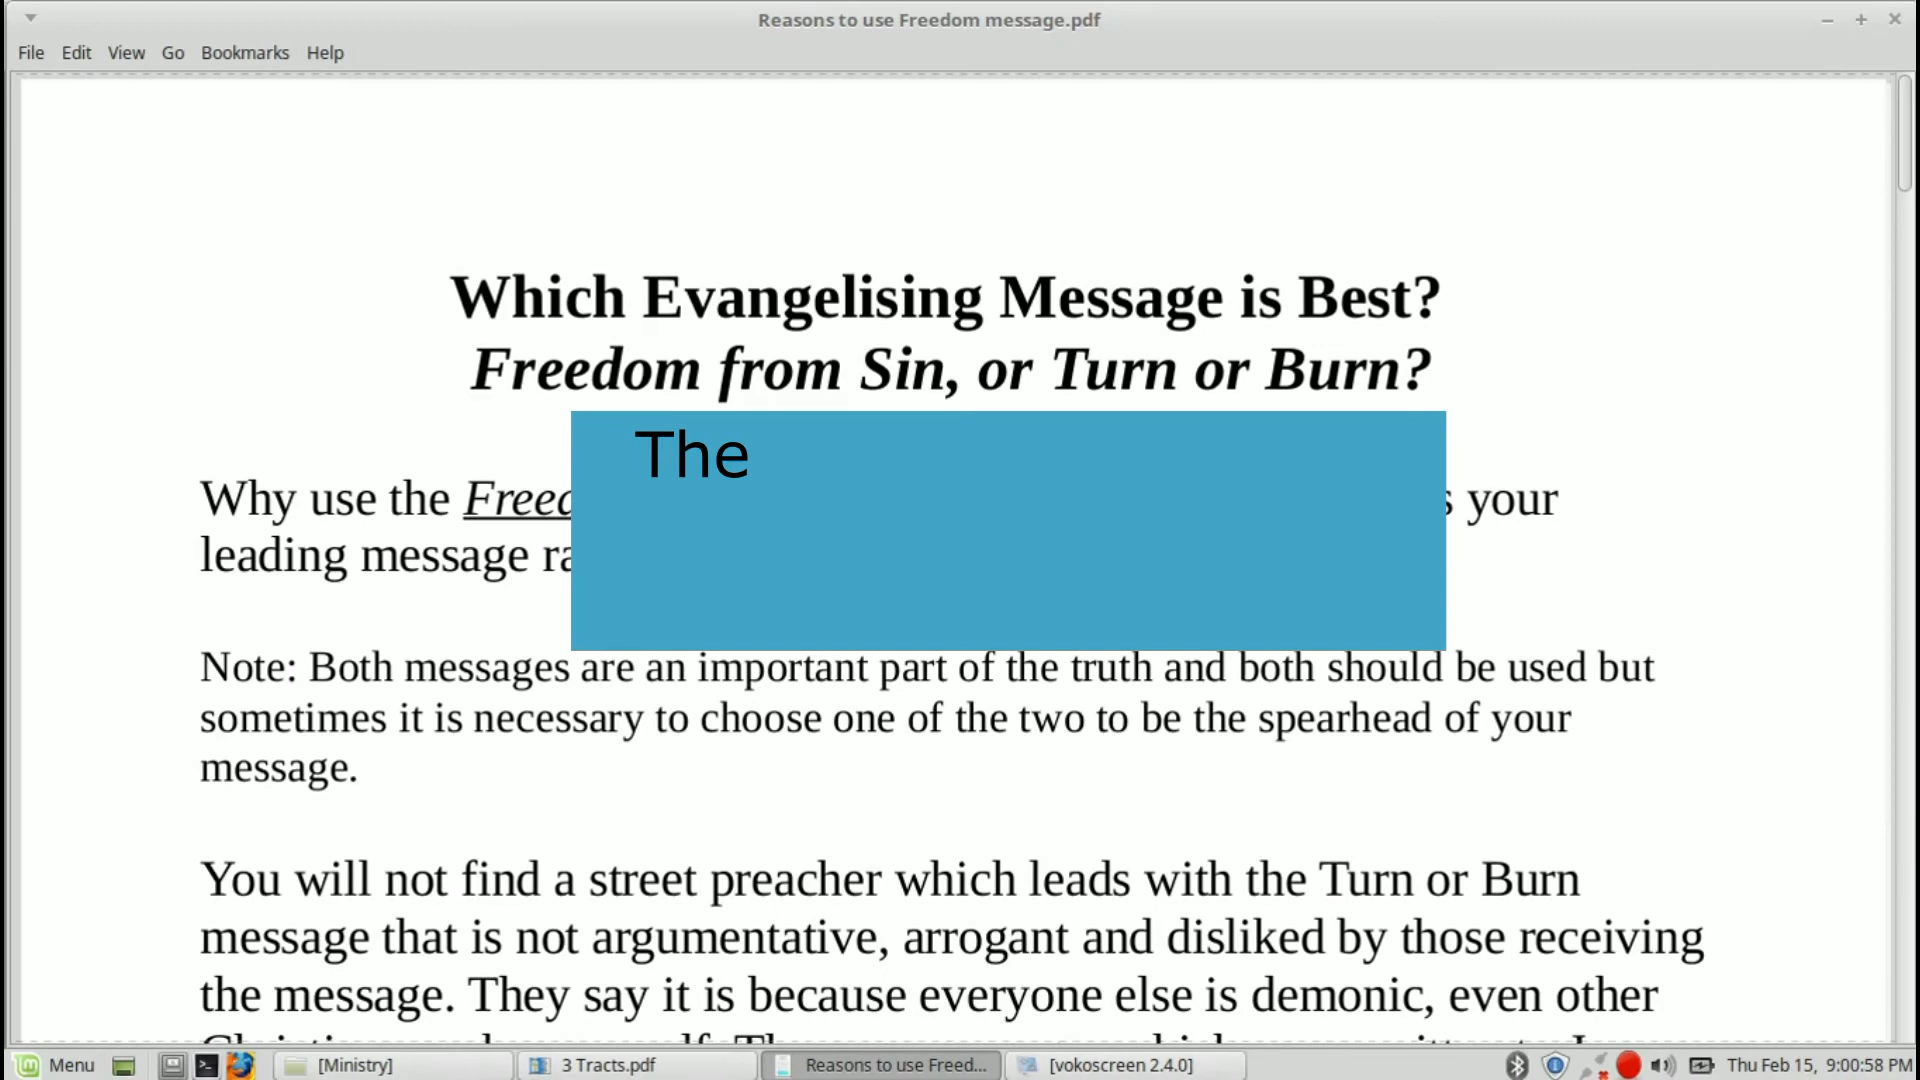 Reasons to use Freedom message.pdf
File Edit View Go Bookmarks Help
Which Evangelising Message is Best?
Freedom from Sin, or Turn or Burn?
The
Why use the your
leading message
Note: Both messages are an important part of the truth and both should be used but
sometimes it is necessary to choose one of the two to be the spearhead of your
message.
You will not find a street preacher which leads with the Turn or Burn
message that is not argumentative, arrogant and disliked by those receiving
the message. They say it is because everyone else is demonic, even other
Menu [Ministry] 3 Tracts.pdf Reasons to use Freed... [vokoscreen 2.4.0] Thu Feb 15, 9:00:58 PM